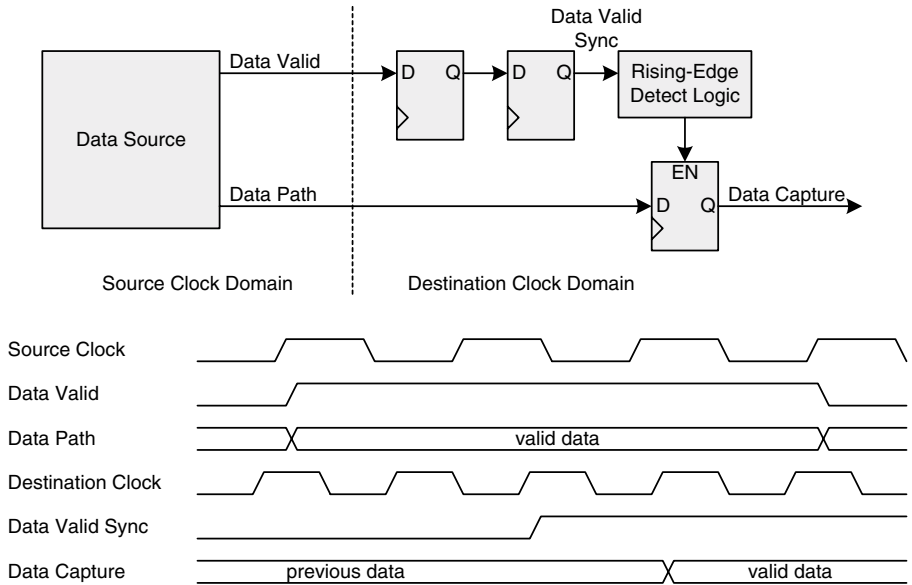 Data Valid
Sync
Data Valid
D Q
D Q
Rising-Edge
Detect Logic
Data Source
EN
Data Path
D Q
Data Capture
Source Clock Domain
Destination Clock Domain
Source Clock
Data Valid
Data Path
valid data
Destination Clock
Data Valid Sync
Data Capture
previous data
valid data